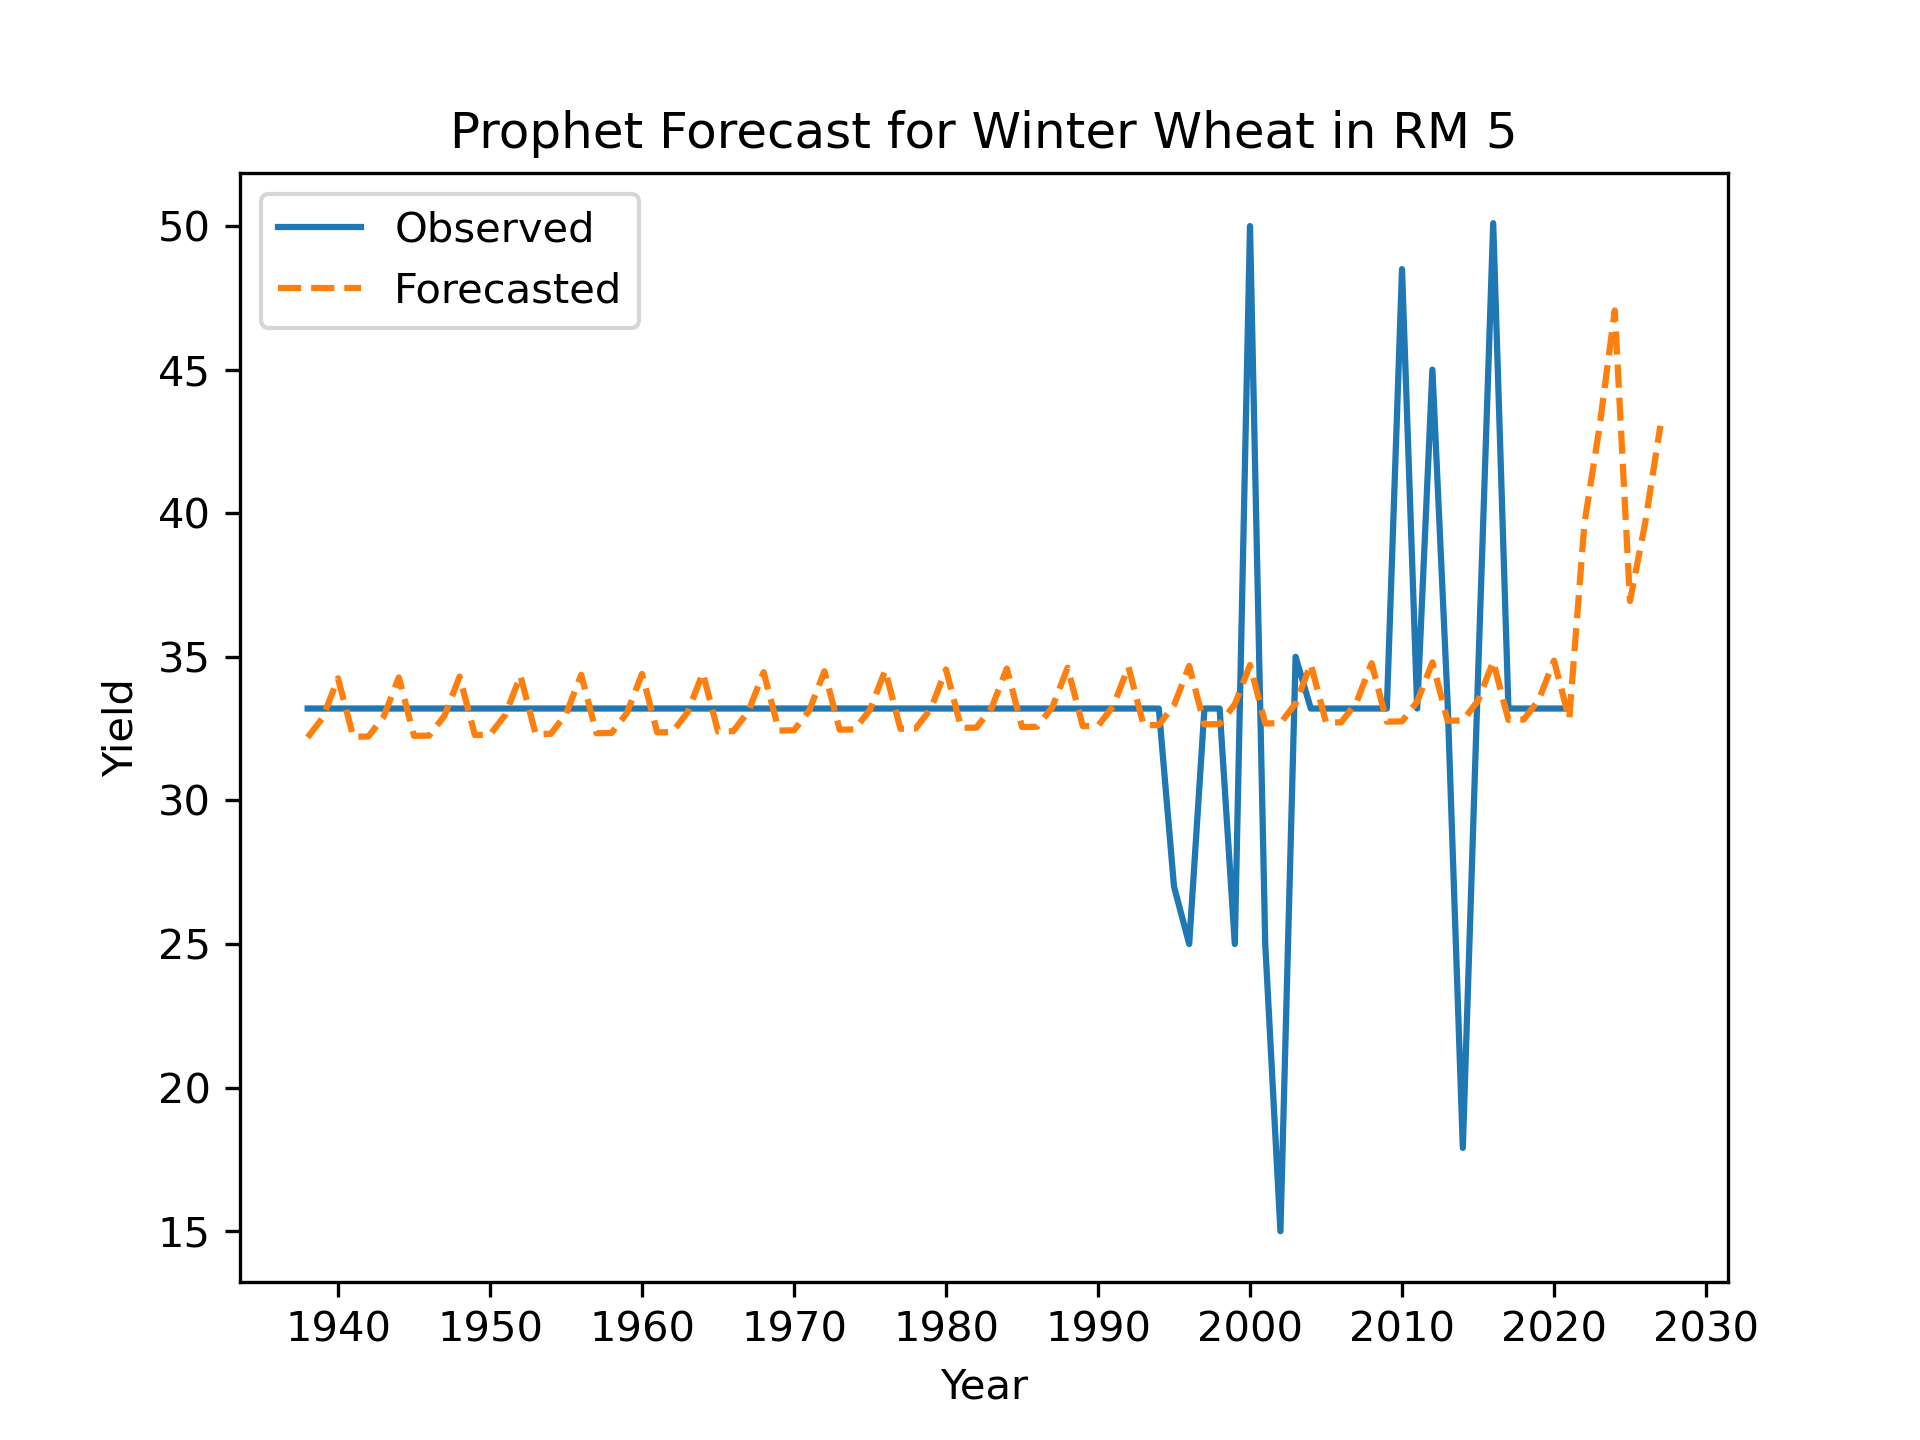 Prophet Forecast for Winter Wheat in RM 5
Observed
Forecasted
50
45
40
35
30
25
20
15
Yield
1940 1950 1960 1970 1980 1990 2000 2010 2020 2030
Year